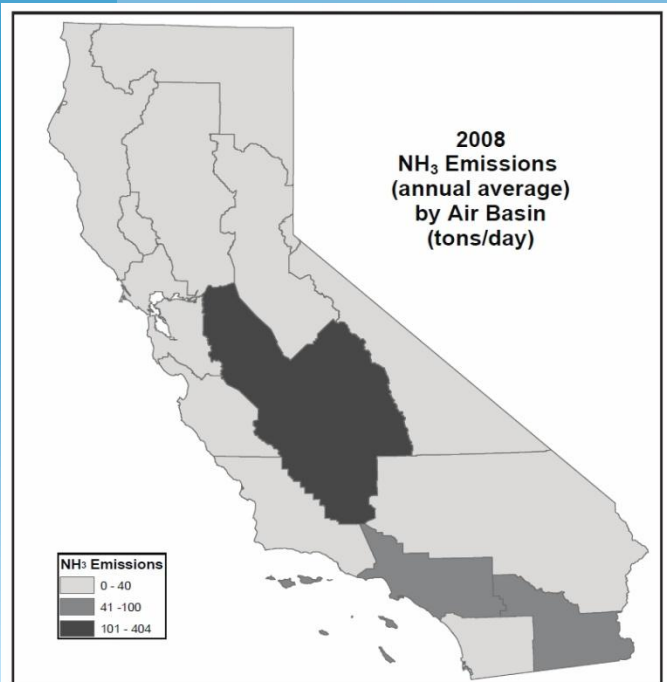 2008
NH₃ Emissions
(annual average)
by Air Basin
(tons/day)
NH₃ Emissions
0 - 40
41 -100
101 - 404